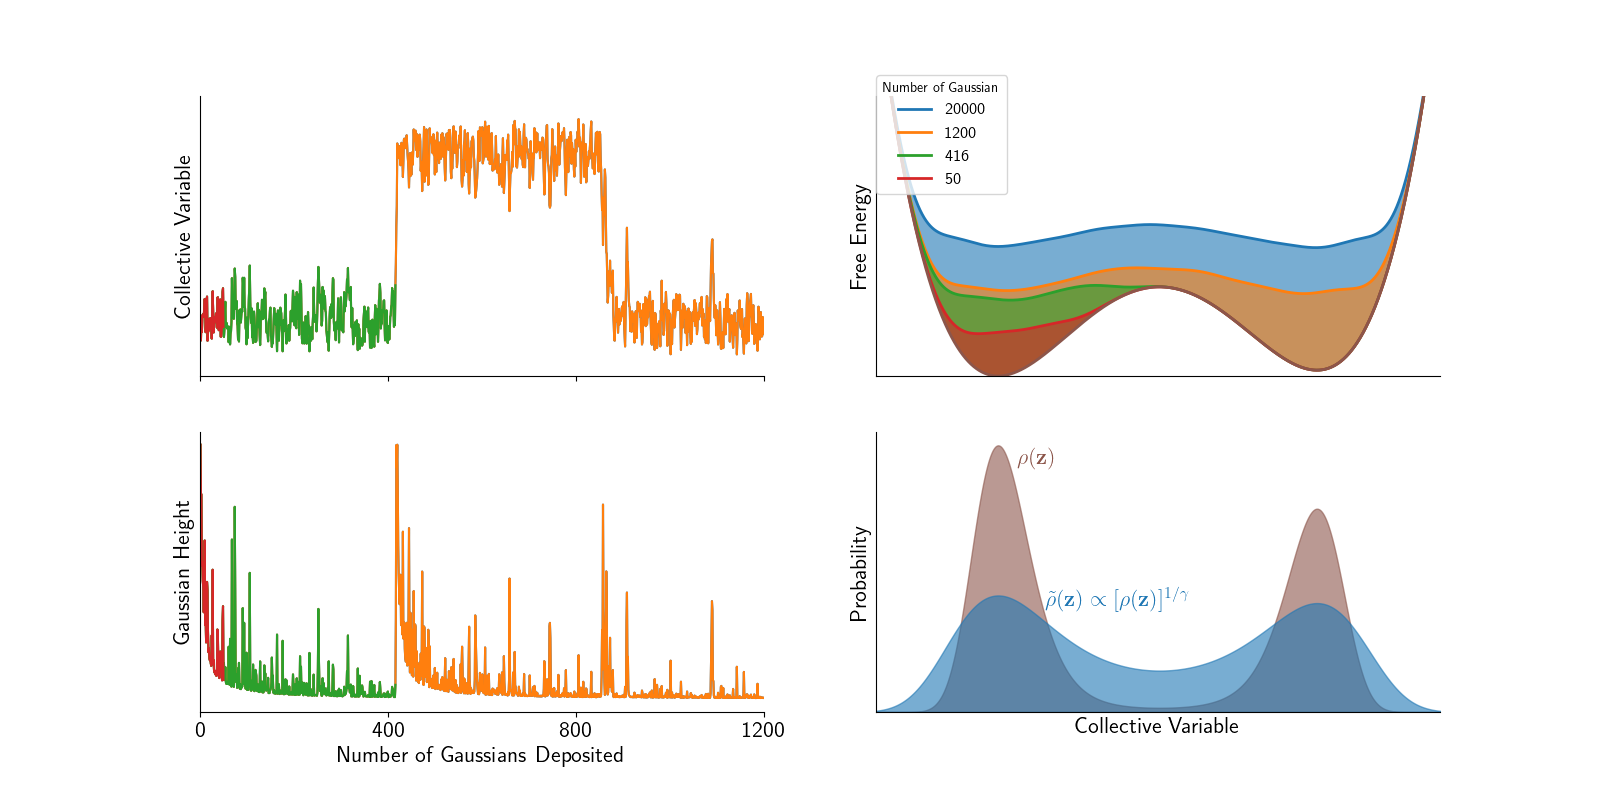 Number of Gaussian
20000
1200
416
50
Collective Variable
Free Energy
Gaussian Height
0
400
800
1200
Number of Gaussians Deposited
Probability
ρ(𝐳)
ρ̃(𝐳) ∝ [ρ(𝐳)]^{1/γ}
Collective Variable